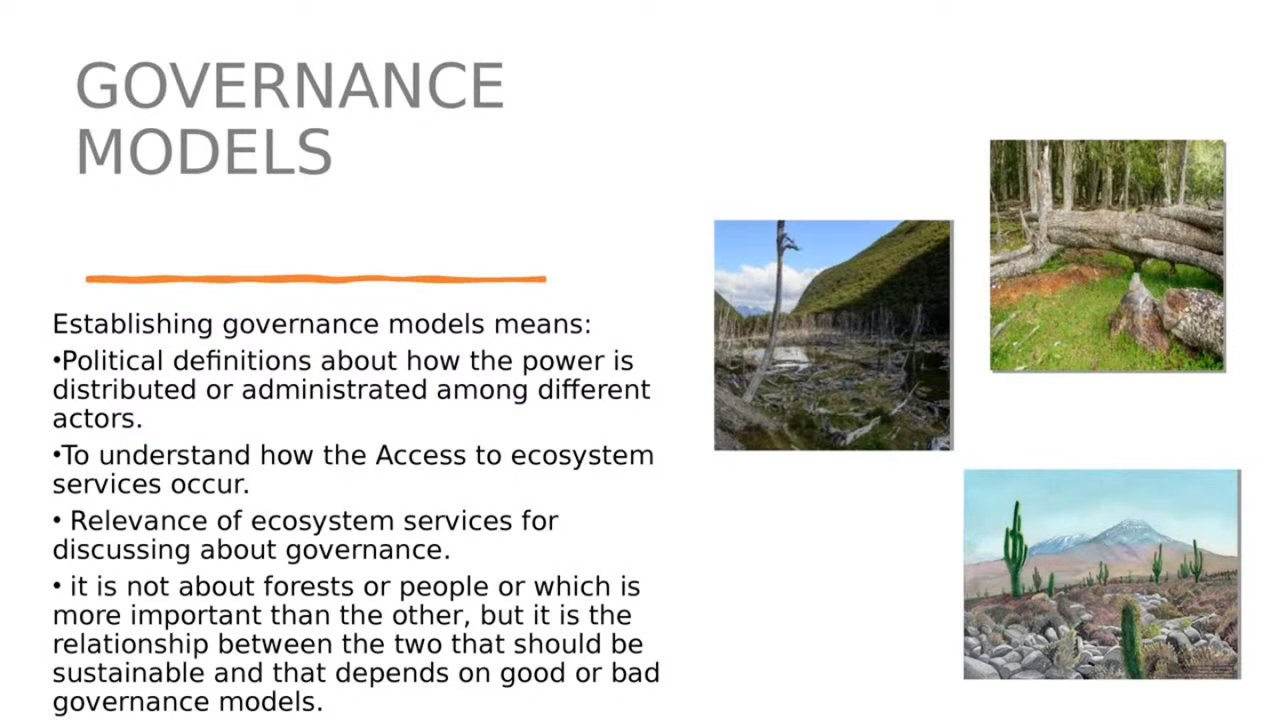 GOVERNANCE
MODELS
Establishing governance models means:
•Political definitions about how the power is
distributed or administrated among different
actors.
•To understand how the Access to ecosystem
services occur.
• Relevance of ecosystem services for
discussing about governance.
• it is not about forests or people or which is
more important than the other, but it is the
relationship between the two that should be
sustainable and that depends on good or bad
governance models.